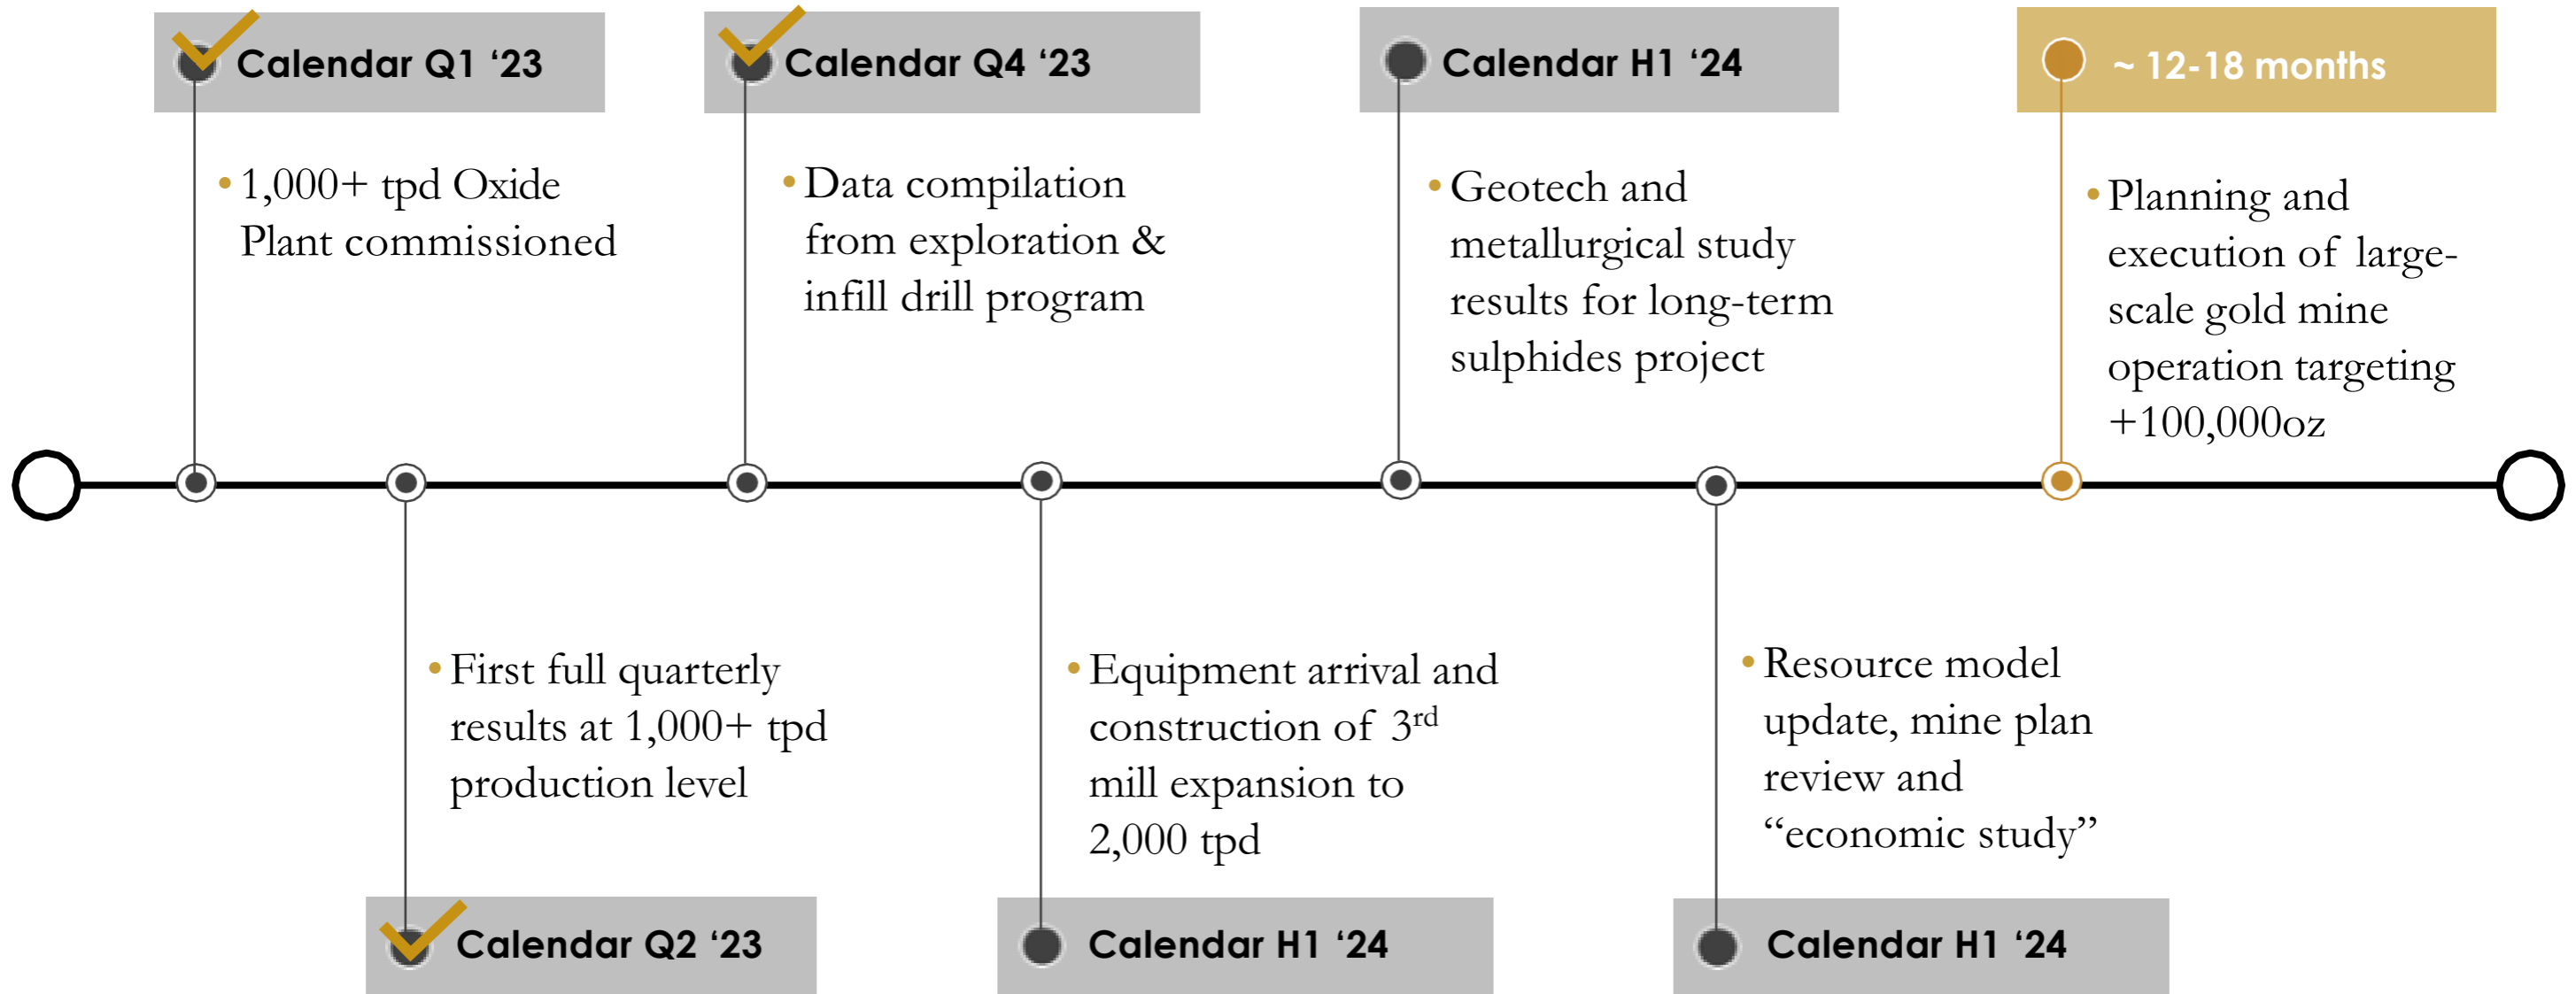 Calendar Q1 ‘23
• 1,000+ tpd Oxide
Plant commissioned
Calendar Q4 ‘23
• Data compilation
from exploration &
infill drill program
Calendar H1 ‘24
• Geotech and
metallurgical study
results for long-term
sulphides project
~ 12-18 months
• Planning and
execution of large-
scale gold mine
operation targeting
+100,000oz
• First full quarterly
results at 1,000+ tpd
production level
Calendar Q2 ‘23
• Equipment arrival and
construction of 3rd
mill expansion to
2,000 tpd
Calendar H1 ‘24
• Resource model
update, mine plan
review and
“economic study”
Calendar H1 ‘24